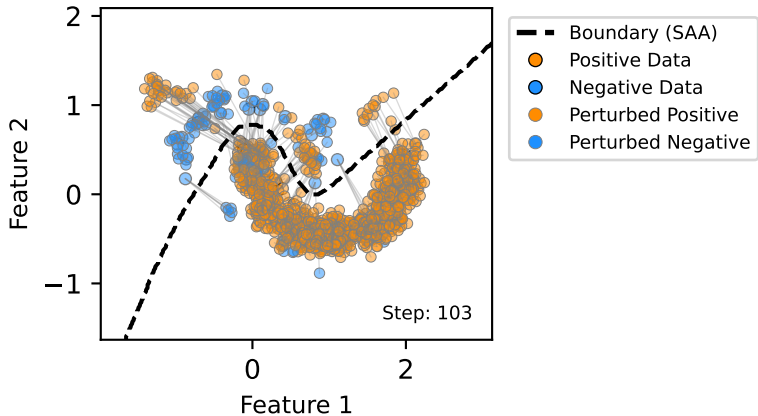 2
1
0
−1
Feature 2
0
2
Feature 1
Step: 103
Boundary (SAA)
Positive Data
Negative Data
Perturbed Positive
Perturbed Negative